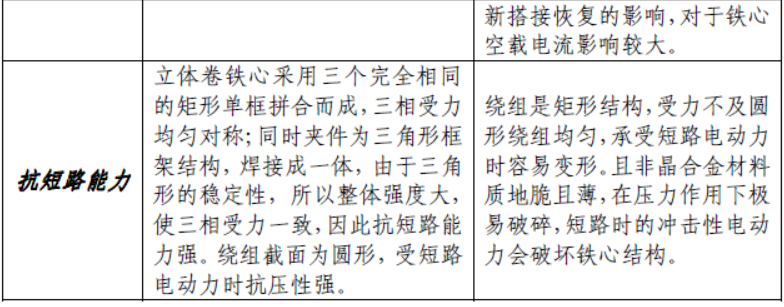 新搭接恢复的影响,对于铁心
空载电流影响较大。
抗短路能力
立体卷铁心采用三个完全相同
的矩形单框拼合而成,三相受力
均匀对称;同时夹件为三角形框
架结构,焊接成一体,由于三角
形的稳定性,所以整体强度大,
使三相受力一致,因此抗短路能
力强。绕组截面为圆形,受短路
电动力时抗压性强。
绕组是矩形结构,受力不及圆
形绕组均匀,承受短路电动力
时容易变形。且非晶合金材料
质地脆且薄,在压力作用下极
易破碎,短路时的冲击性电动
力会破坏铁心结构。